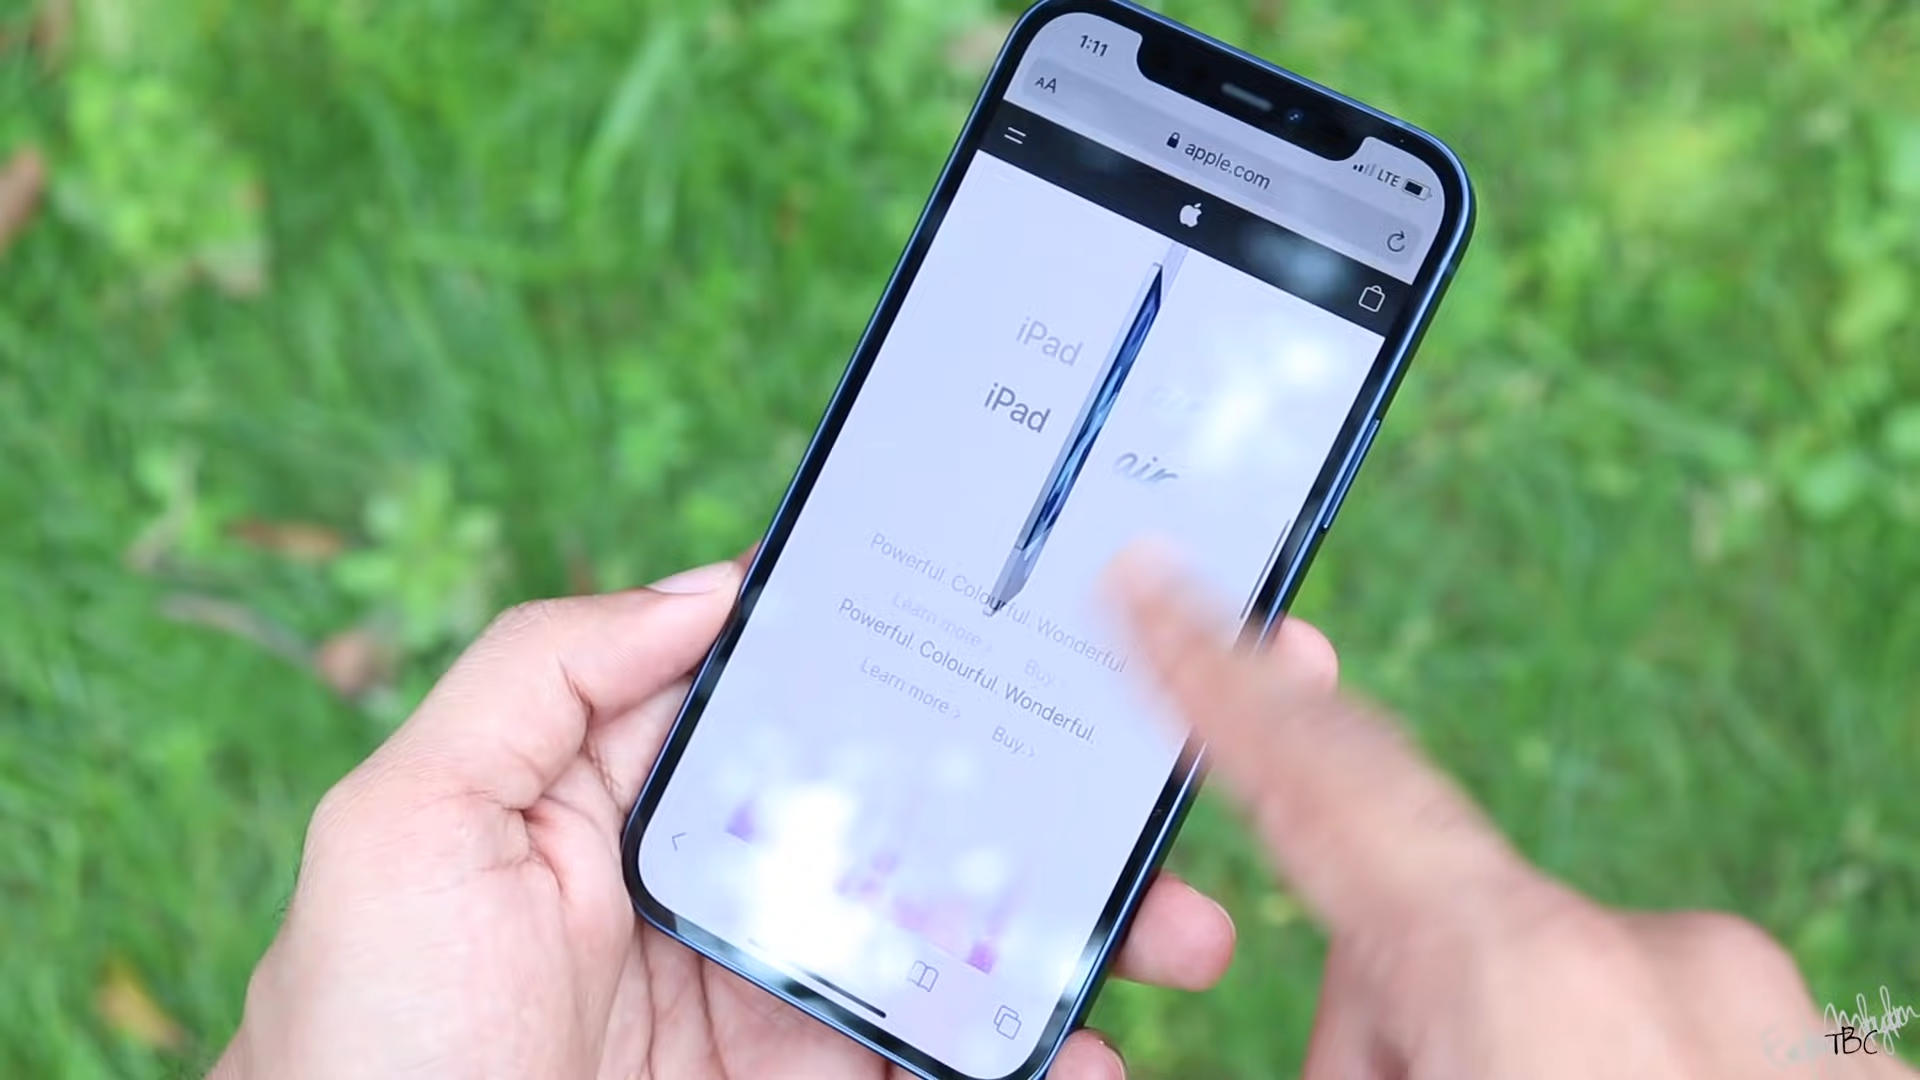 1:11
LTE
AA
apple.com
iPad
iPad
air
Powerful. Colourful. Wonderful
Learn more >
Buy
Powerful. Colourful. Wonderful.
Learn more >
Buy >
TBC